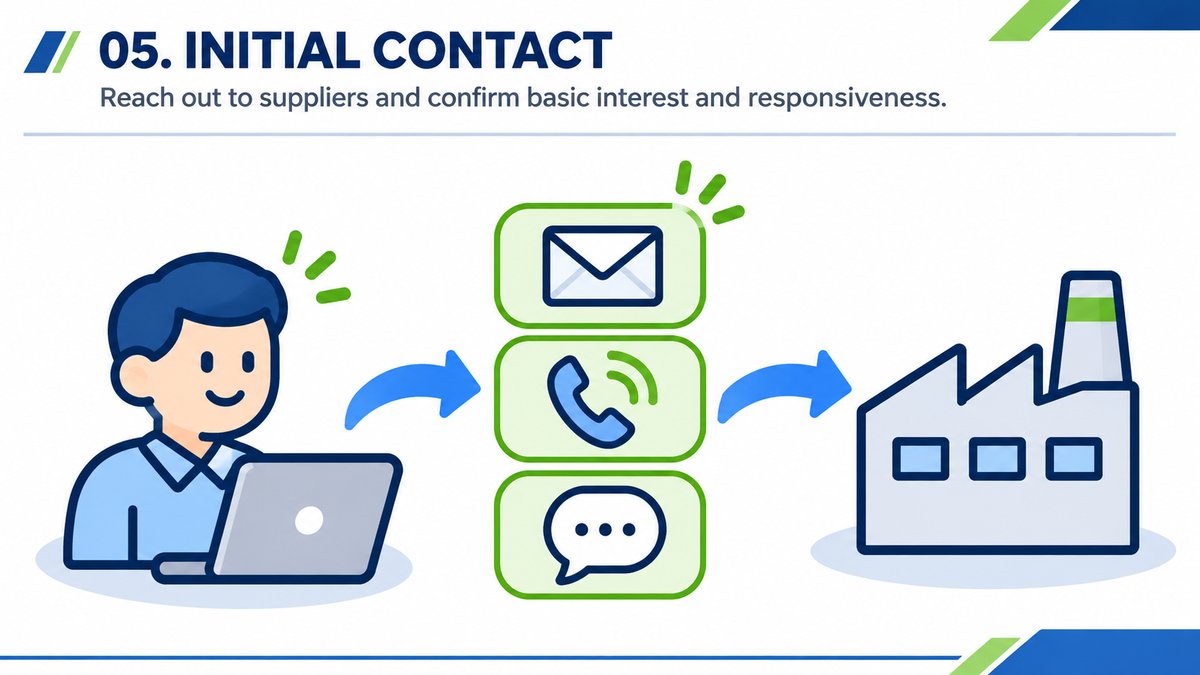 05. INITIAL CONTACT
Reach out to suppliers and confirm basic interest and responsiveness.